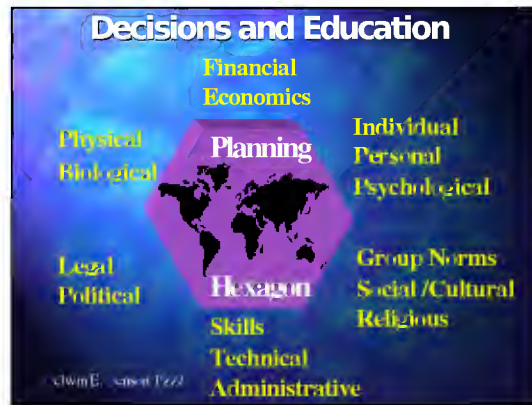 Decisions and Education
Financial
Economics
Physical
Biological
Planning
Individual
Personal
Psychological
Legal
Political
Hexagon
Group Norms
Social /Cultural
Religious
Skills
Technical
Administrative